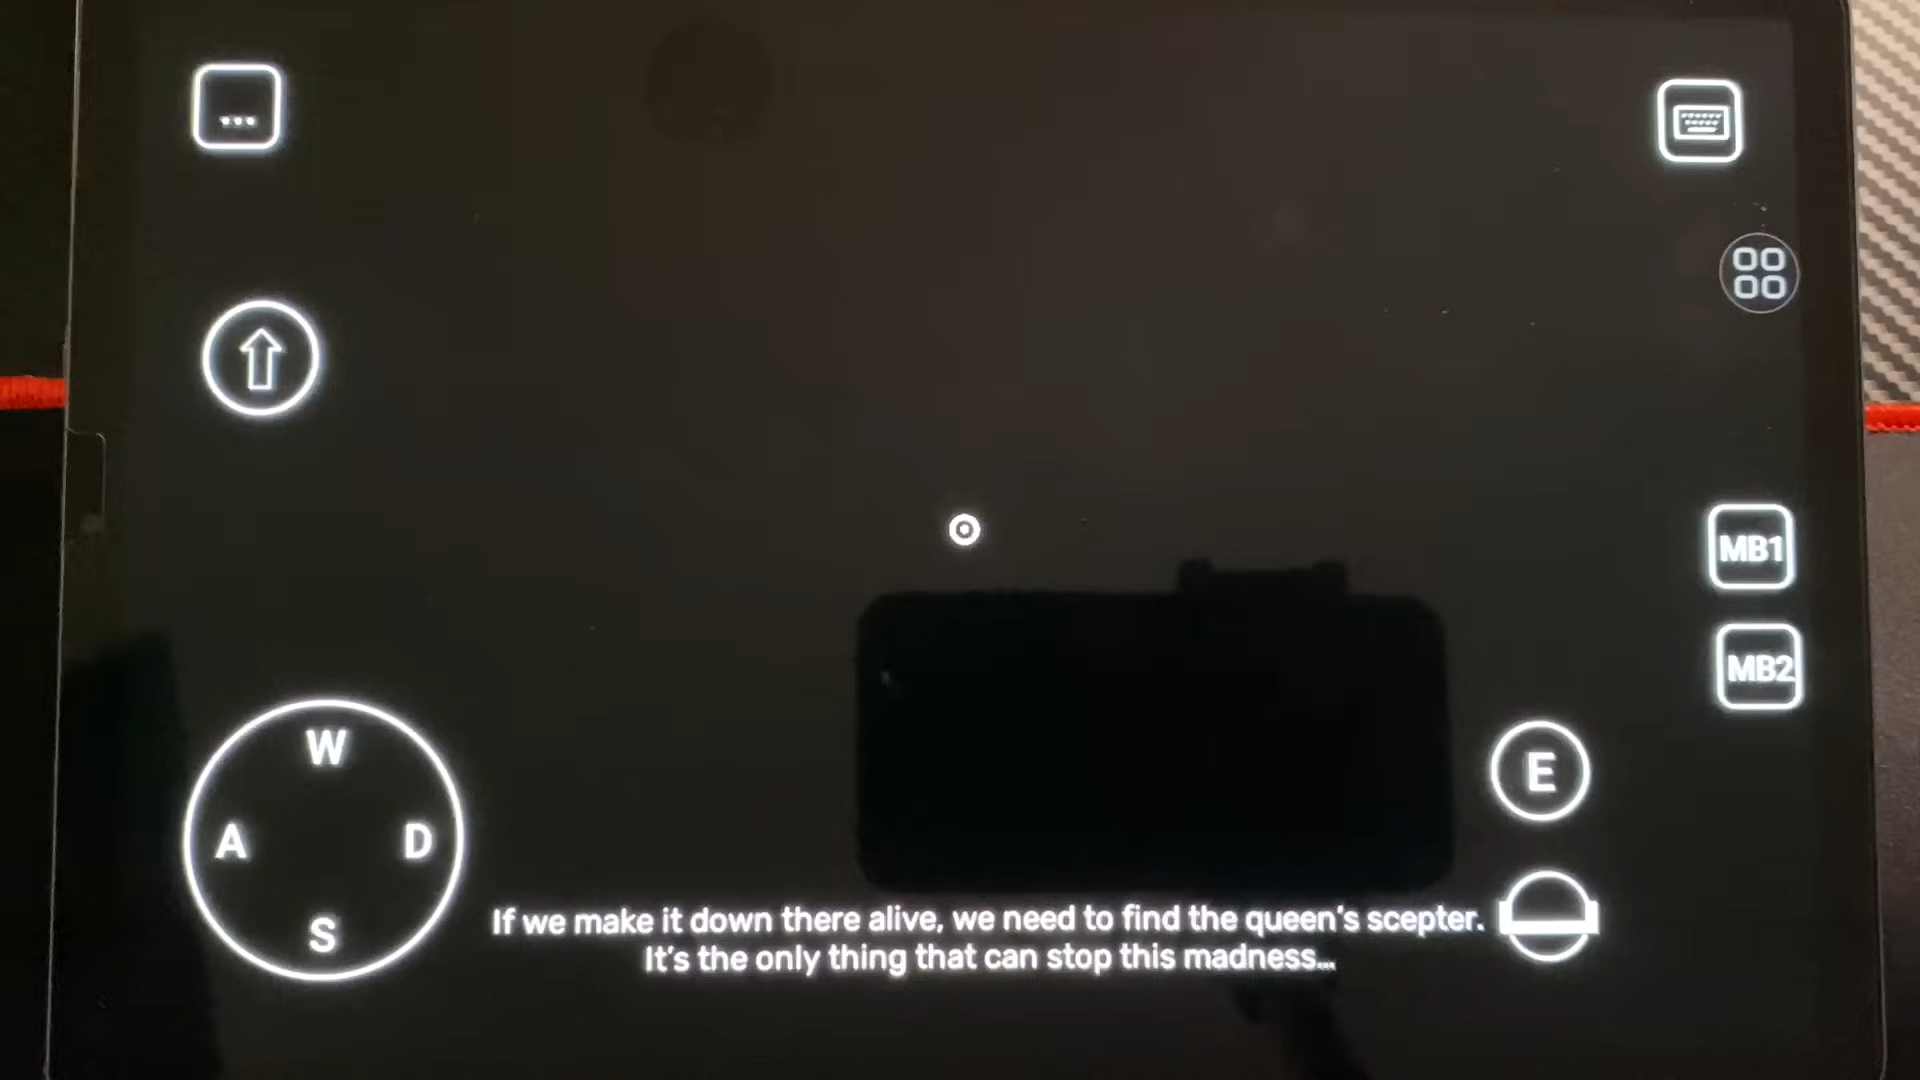 ...
MB1
MB2
W
A
D
S
E
If we make it down there alive, we need to find the queen's scepter.
It's the only thing that can stop this madness...